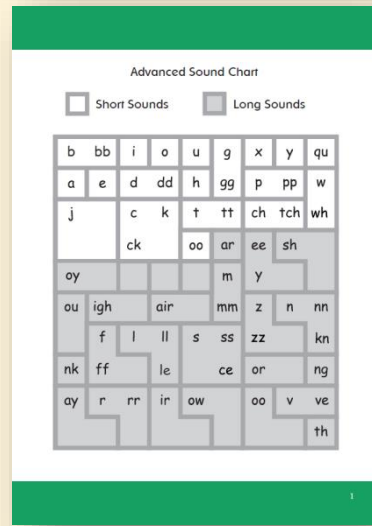 Advanced Sound Chart
Short Sounds Long Sounds
b bb i o u g x y qu
a e d dd h gg p pp w
j c k t tt ch tch wh
ck oo ar ee sh
oy m y
ou igh air mm z n nn
f l ll s ss zz kn
nk ff le ce or ng
ay r rr ir ow oo v ve
th
1